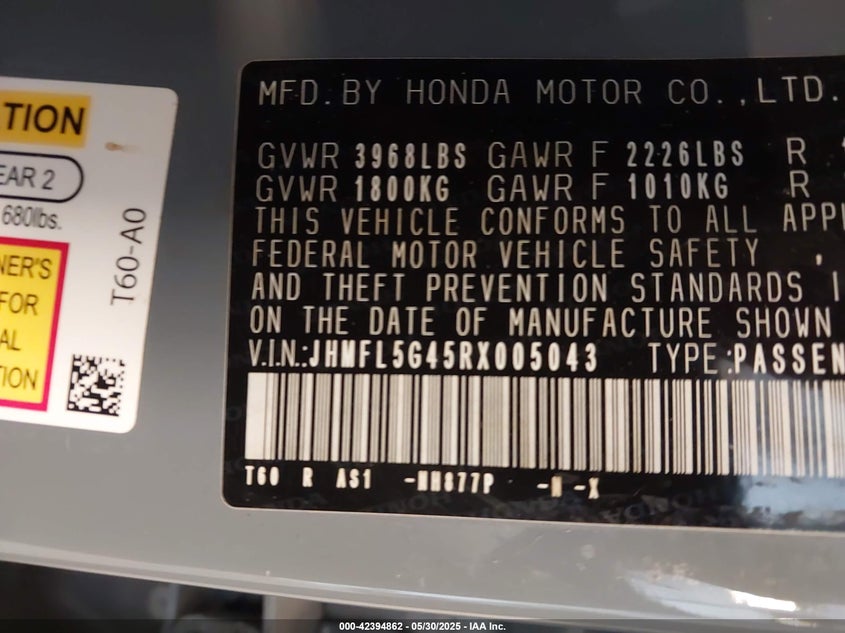 TION
EAR 2
680lbs.
NER'S
FOR
AL
TION
T60-A0
MFD. BY HONDA MOTOR CO., LTD.
GVWR 3968LBS GAWR F 2226LBS R
GVWR 1800KG GAWR F 1010KG R
THIS VEHICLE CONFORMS TO ALL APPL
FEDERAL MOTOR VEHICLE SAFETY ,
AND THEFT PREVENTION STANDARDS I
ON THE DATE OF MANUFACTURE SHOWN
V.I.N.:JHMFL5G45RX005043 TYPE:PASSEN
T60 R AS1 -NH877P -N -X
000-42394862 - 05/30/2025 - IAA Inc.